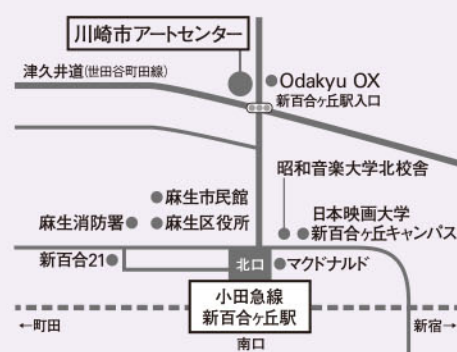 川崎市アートセンター
津久井道(世田谷町田線)
Odakyu OX
新百合ヶ丘駅入口
昭和音楽大学北校舎
麻生市民館
日本映画大学
麻生消防署
麻生区役所
新百合ヶ丘キャンパス
新百合21
北口
マクドナルド
小田急線
新百合ヶ丘駅
←町田
新宿→
南口